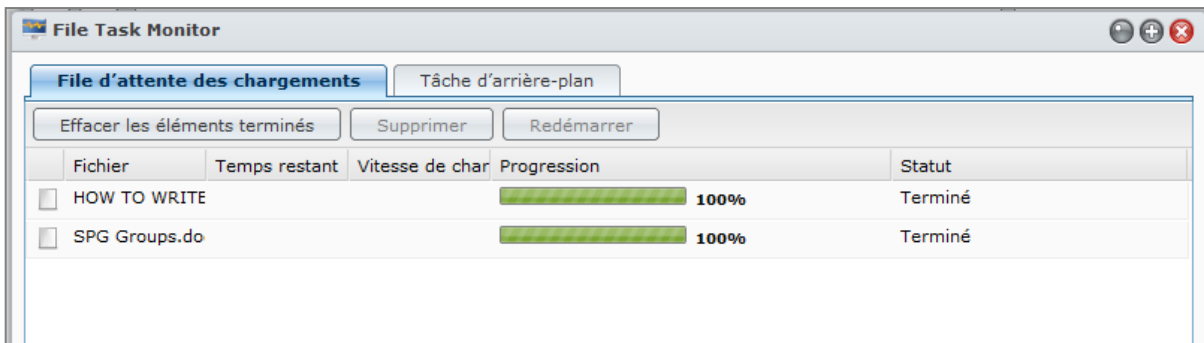 File Task Monitor
File d'attente des chargements Tâche d'arrière-plan
Effacer les éléments terminés Supprimer Redémarrer
Fichier Temps restant Vitesse de char Progression Statut
HOW TO WRITE 100% Terminé
SPG Groups.do 100% Terminé